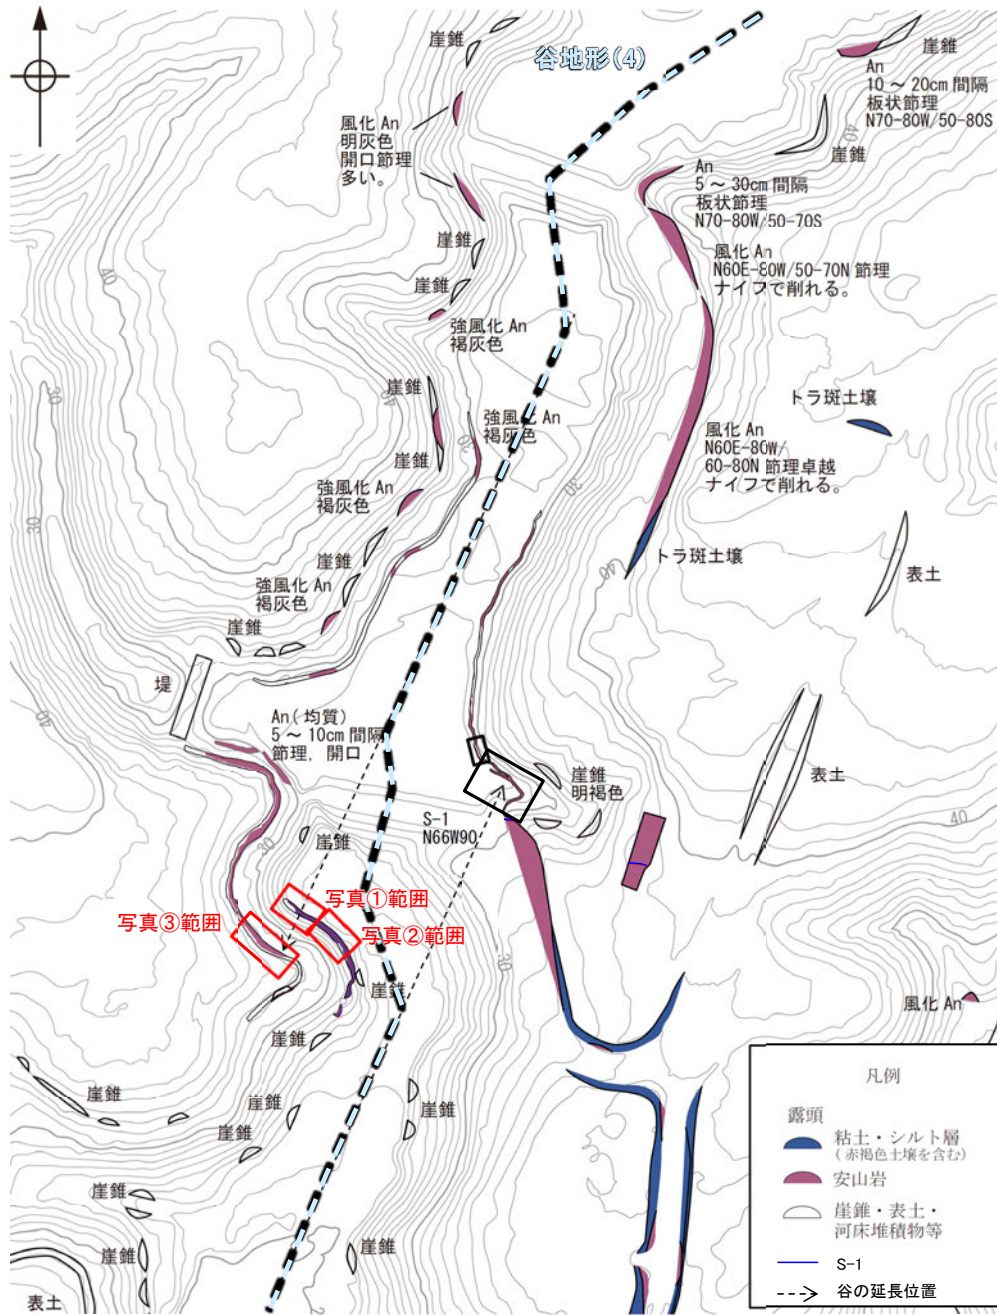 崖錐
谷地形(4)
崖錐
An
10～20cm 間隔
板状節理
N70-80W/50-80S
風化 An
明灰色
開口節理
多い。
40
崖錐
An
5～30cm 間隔
板状節理
N70-80W/50-70S
崖錐
風化 An
N60E-80W/50-70N 節理
ナイフで削れる。
40
崖錐
強風化 An
褐灰色
崖錐
40
30
トラ斑土壌
強風化 An
褐灰色
30
風化 An
N60E-80W/
60-80N 節理卓越
ナイフで削れる。
崖錐
強風化 An
褐灰色
30
30
崖錐
トラ斑土壌
表土
40
強風化 An
褐灰色
崖錐
堤
40
An(均質)
5～10cm 間隔
節理，開口
崖錐
明褐色
表土
S-1
N66W90
40
崖錐
30
写真①範囲
写真③範囲
写真②範囲
30
崖錐
風化 An
崖錐
崖錐
崖錐
崖錐
崖錐
崖錐
崖錐
表土
凡例
露頭
粘土・シルト層
(赤褐色土壌を含む)
安山岩
崖錐・表土・
河床堆積物等
S-1
谷の延長位置